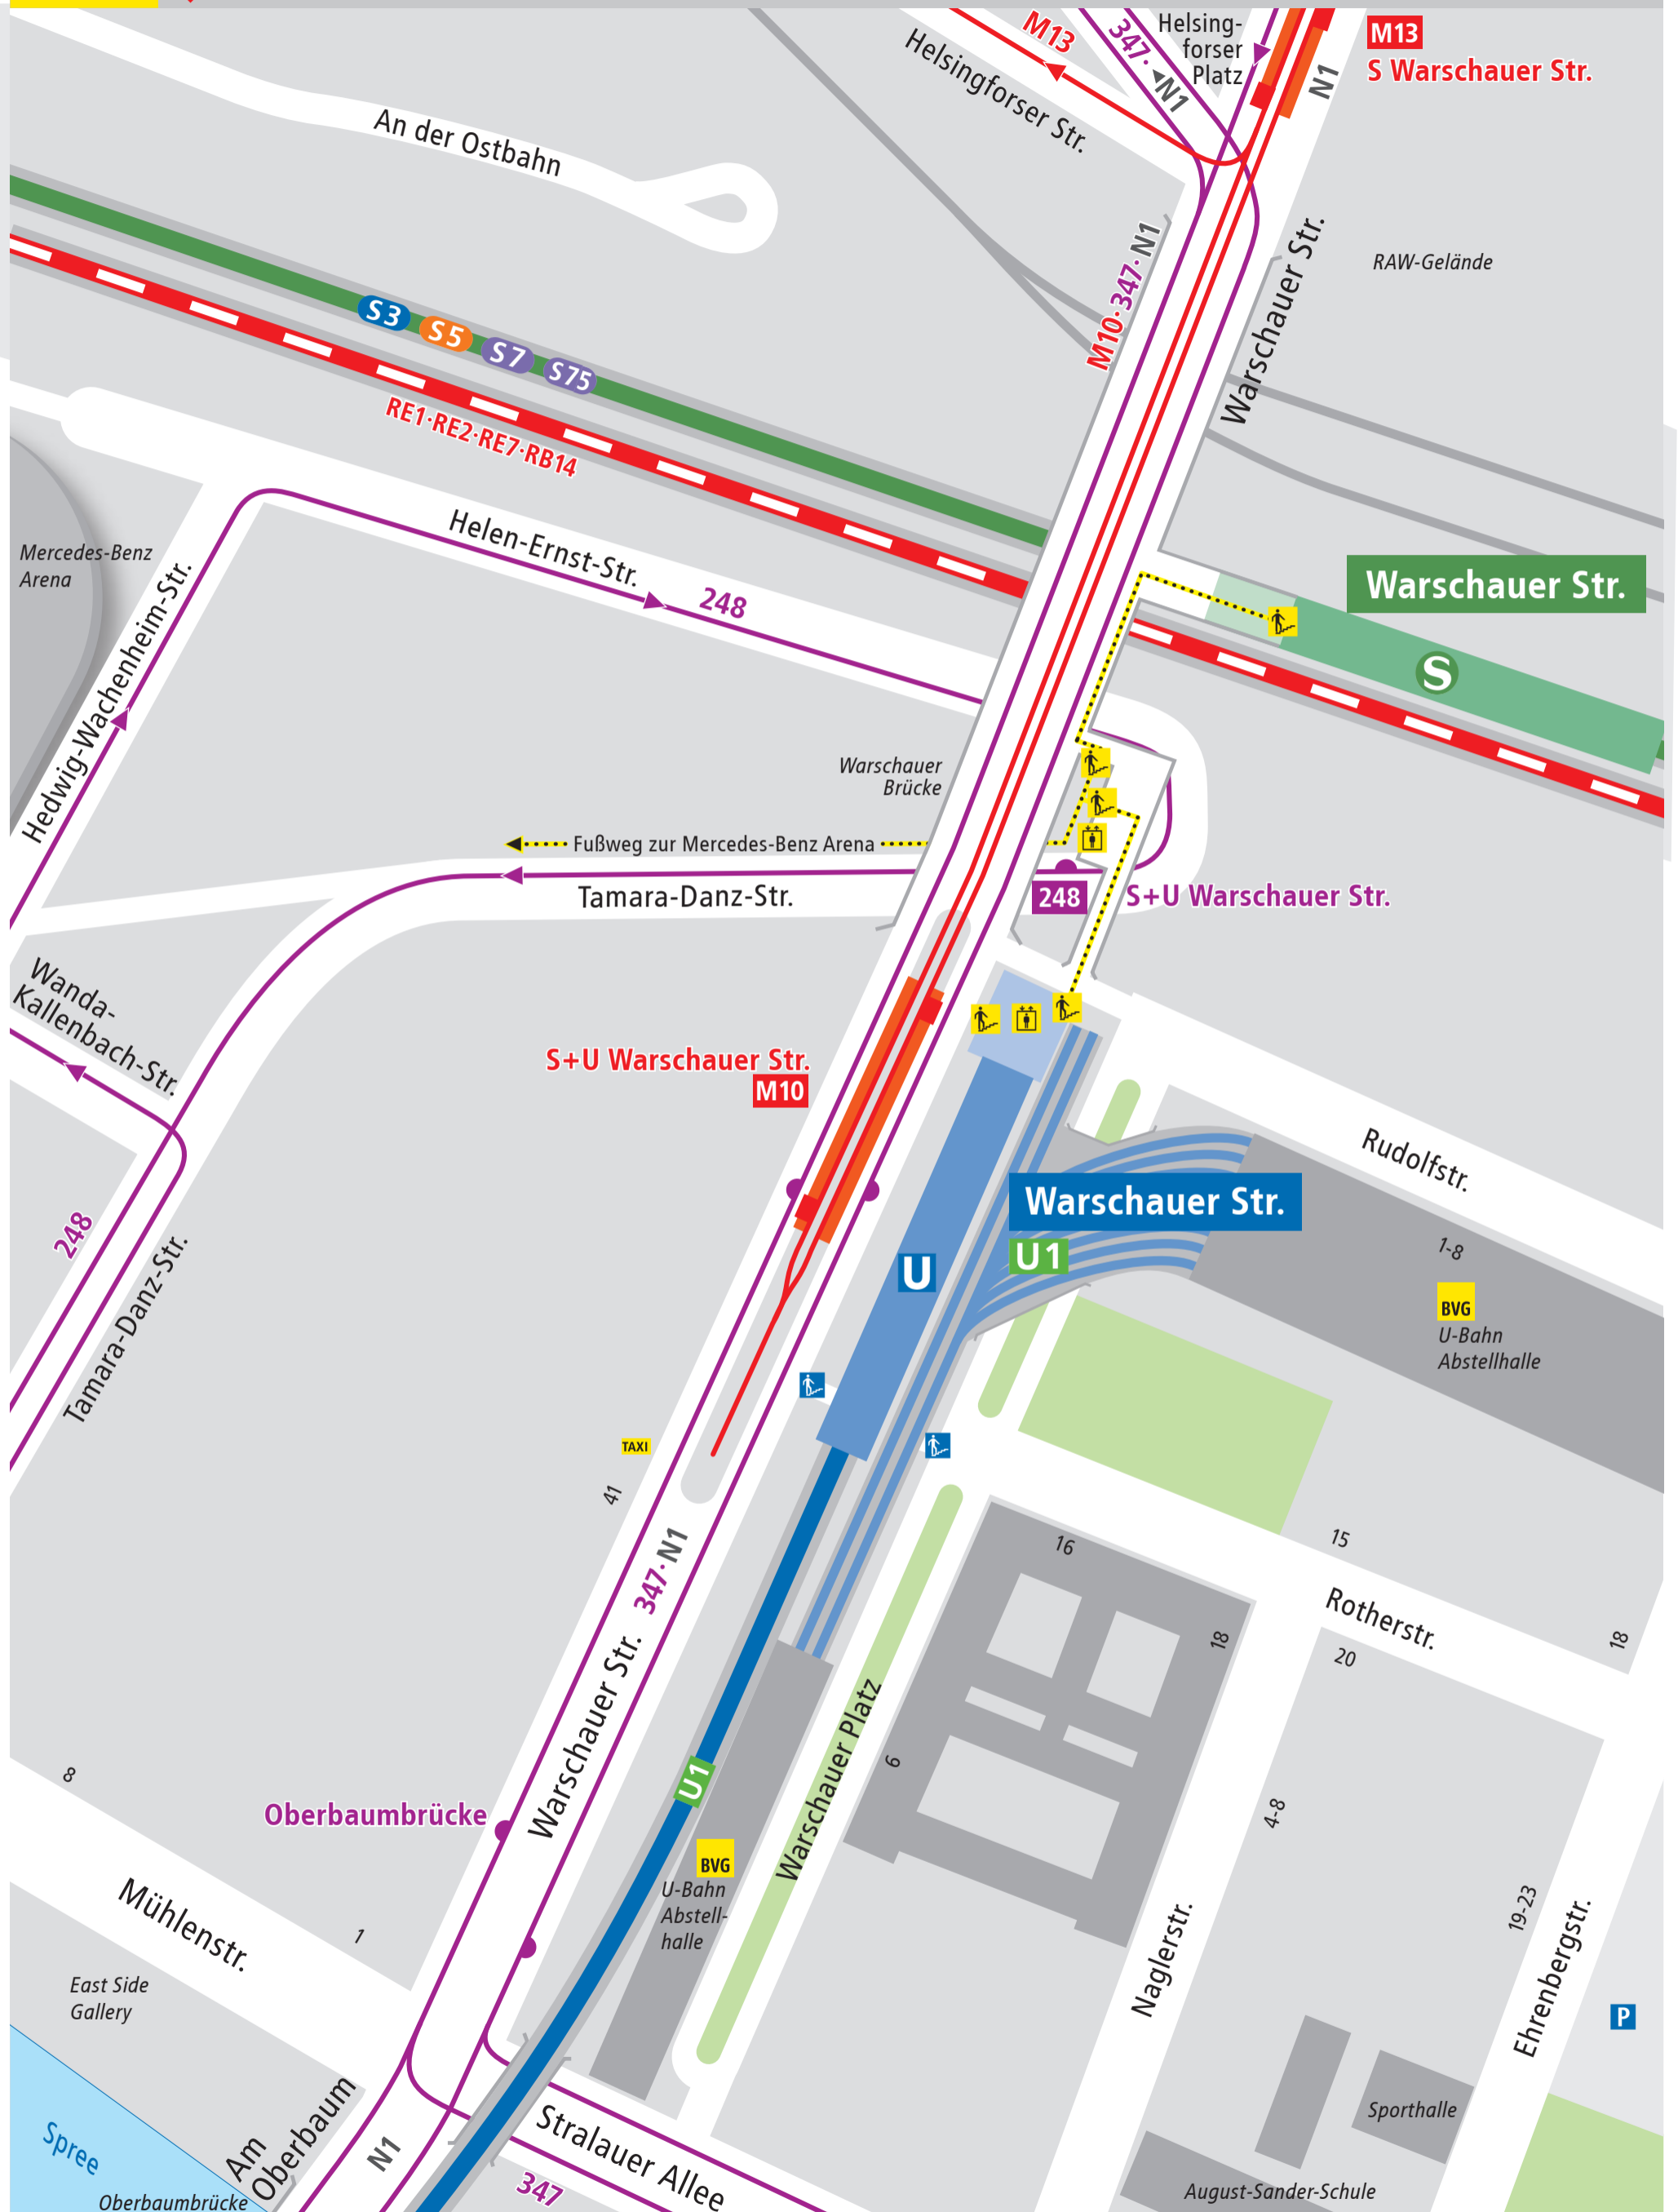 M13
S Warschauer Str.
Helsing-
forser
Platz
M13
347·
N1
N1
Helsingforser Str.
An der Ostbahn
M10·347·N1
Warschauer Str.
RAW-Gelände
S3
S5
S7
S75
RE1·RE2·RE7·RB14
Helen-Ernst-Str.
248
Mercedes-Benz
Arena
Hedwig-Wachenheim-Str.
Warschauer Str.
S
Warschauer
Brücke
Fußweg zur Mercedes-Benz Arena
Tamara-Danz-Str.
248
S+U Warschauer Str.
Wanda-
Kallenbach-Str.
S+U Warschauer Str.
M10
Rudolfstr.
Warschauer Str.
U1
U
1-8
BVG
U-Bahn
Abstellhalle
248
Tamara-Danz-Str.
TAXI
41
347·N1
Warschauer Str.
16
15
18
Rotherstr.
20
18
Warschauer Platz
6
4-8
U1
8
Oberbaumbrücke
BVG
U-Bahn
Abstell-
halle
Mühlenstr.
1
East Side
Gallery
Naglerstr.
19-23
Ehrenbergstr.
P
Am
Oberbaum
N1
Spree
Oberbaumbrücke
Stralauer Allee
347
Sporthalle
August-Sander-Schule